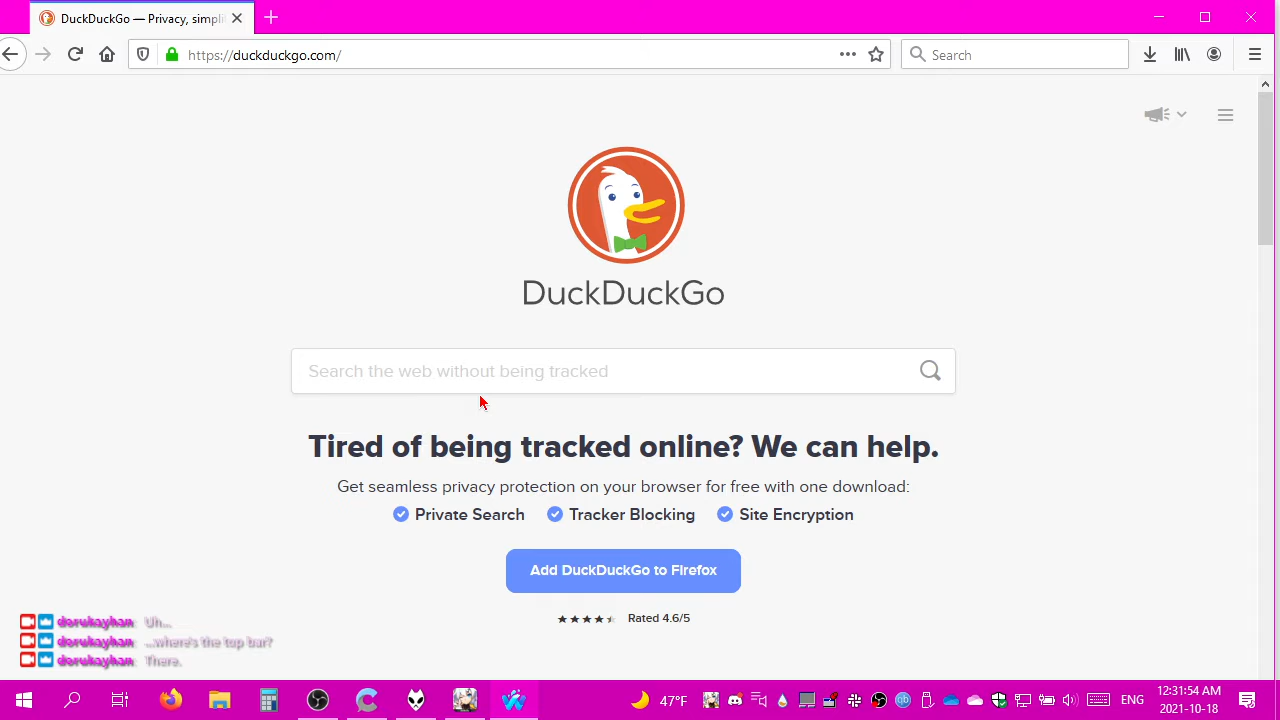 DuckDuckGo — Privacy, simpli
https://duckduckgo.com/
Search
DuckDuckGo
Search the web without being tracked
Tired of being tracked online? We can help.
Get seamless privacy protection on your browser for free with one download:
Private Search Tracker Blocking Site Encryption
Add DuckDuckGo to Firefox
Rated 4.6/5
dorukayhan: Uh...
dorukayhan: ...where's the top bar?
dorukayhan: There.
47°F
ENG
12:31:54 AM
2021-10-18